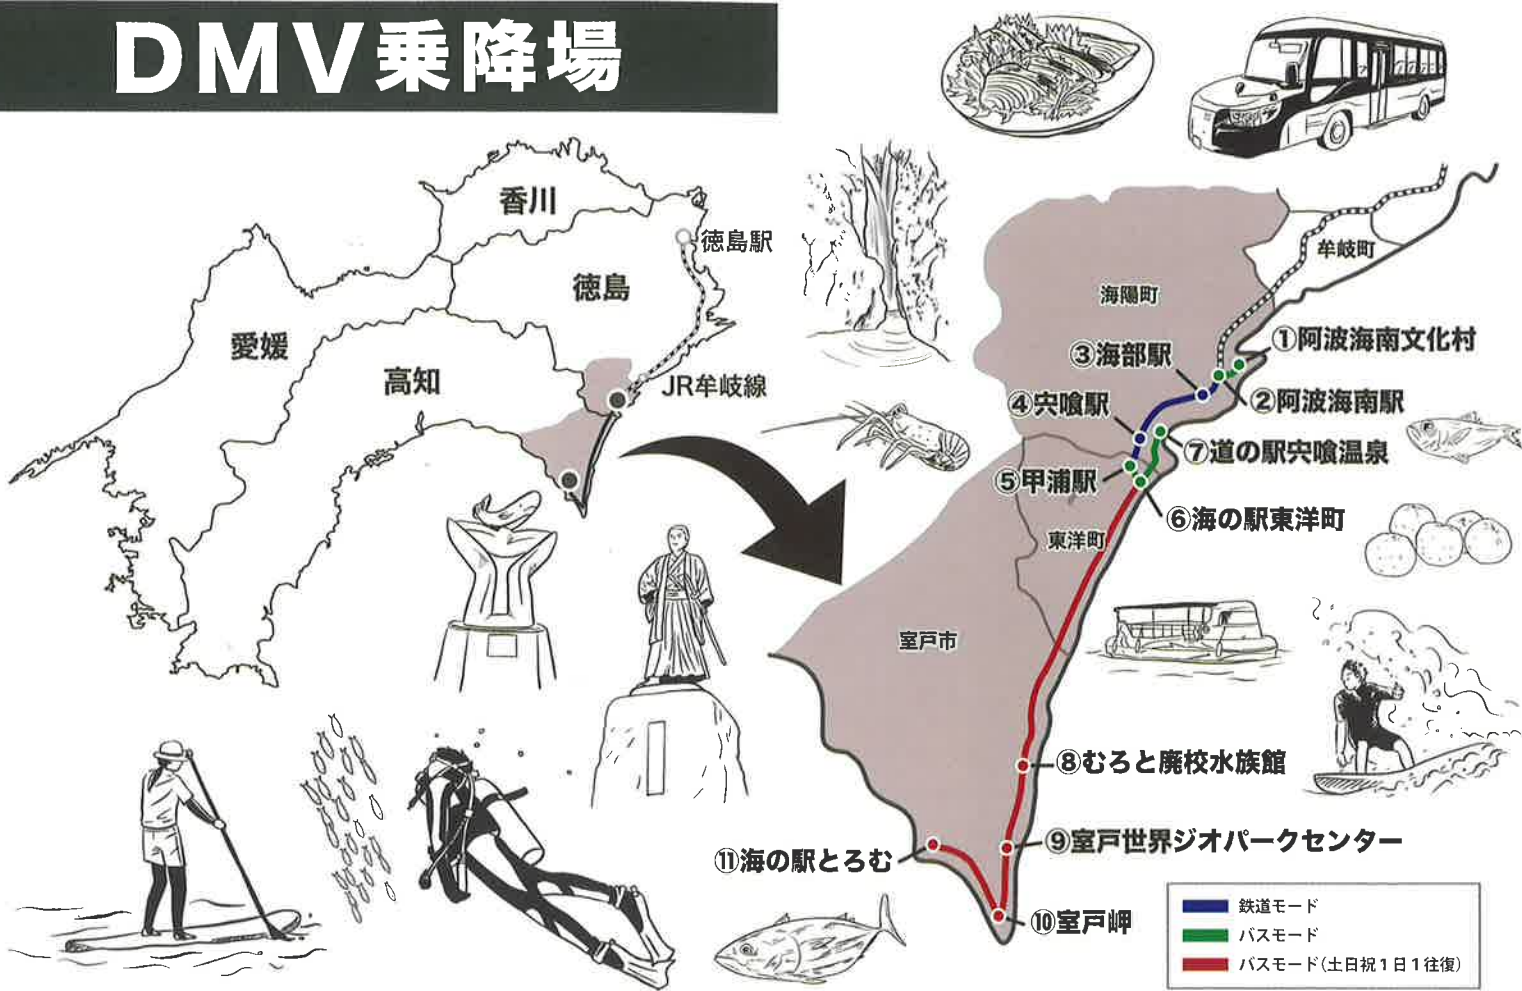 DMV乗降場
香川
徳島駅
徳島
愛媛
高知
JR牟岐線
牟岐町
海陽町
①阿波海南文化村
③海部駅
②阿波海南駅
④宍喰駅
⑦道の駅宍喰温泉
⑤甲浦駅
⑥海の駅東洋町
東洋町
室戸市
⑧むろと廃校水族館
⑨室戸世界ジオパークセンター
⑪海の駅とろむ
⑩室戸岬
鉄道モード
バスモード
バスモード(土日祝1日1往復)